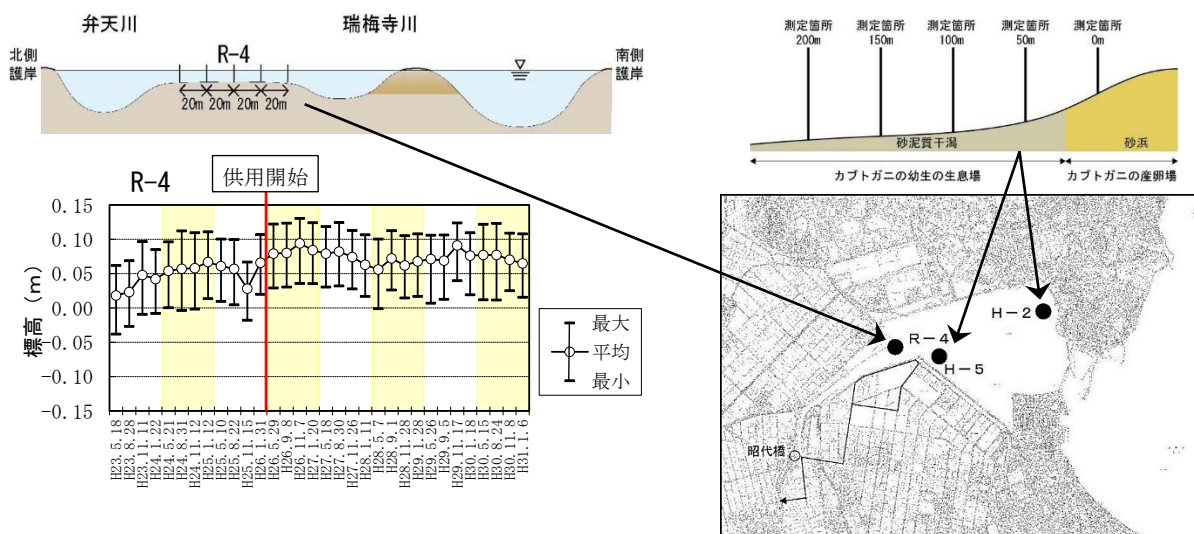 弁天川
瑞梅寺川
R-4
北側
護岸
南側
護岸
20m 20m 20m 20m
測定箇所
200m
測定箇所
150m
測定箇所
100m
測定箇所
50m
測定箇所
0m
砂泥質干潟
砂浜
カブトガニの幼生の生息場
カブトガニの産卵場
R-4
供用開始
標高(m)
0.15
0.10
0.05
0.00
-0.05
-0.10
-0.15
最大
平均
最小
H23.5.18
H23.8.28
H23.11.11
H24.1.22
H24.5.21
H24.8.31
H24.11.12
H25.1.12
H25.5.10
H25.8.22
H25.11.15
H26.1.31
H26.5.29
H26.9.8
H26.11.7
H27.1.20
H27.5.18
H27.8.30
H27.11.26
H28.1.11
H28.5.7
H28.9.1
H28.11.28
H29.1.28
H29.5.26
H29.9.5
H29.11.17
H30.1.18
H30.5.15
H30.8.24
H30.11.8
H31.1.6
H-2
R-4
H-5
昭代橋